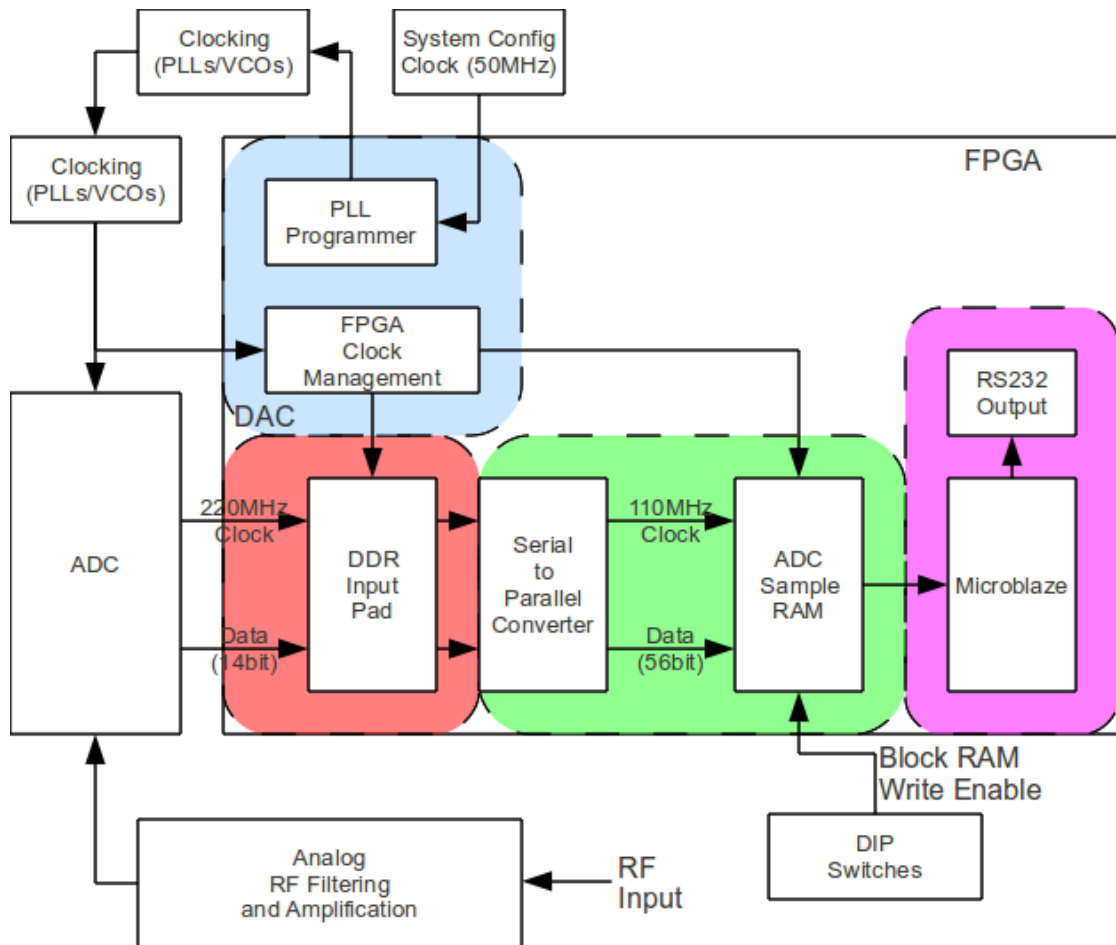 Clocking
(PLLs/VCOs)
System Config
Clock (50MHz)
Clocking
(PLLs/VCOs)
FPGA
PLL
Programmer
FPGA
Clock
Management
DAC
RS232
Output
ADC
220MHz
Clock
Data
(14bit)
DDR
Input
Pad
Serial
to
Parallel
Converter
110MHz
Clock
Data
(56bit)
ADC
Sample
RAM
Microblaze
Block RAM
Write Enable
DIP
Switches
Analog
RF Filtering
and Amplification
RF
Input